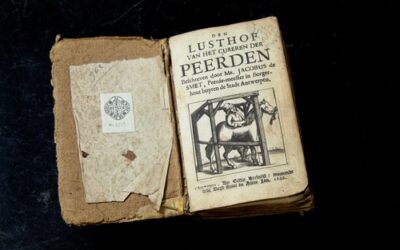 DEN
LUSTHOF
VAN HET CUREREN DER
PEERDEN
Beschreven door Mr. JACOBUS de
SMET, Peerde-meester in Borger-
hout buyten de Stadt Antwerpen.